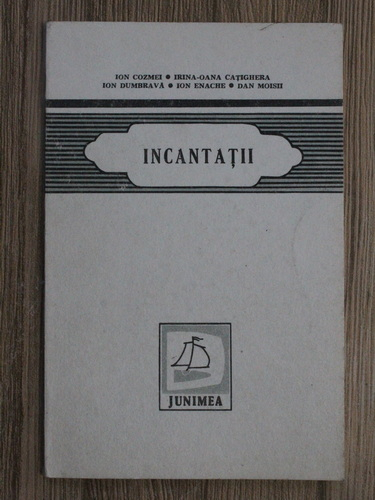 ION COZMEI ● IRINA-OANA CAȚIGHERA
ION DUMBRAVĂ ● ION ENACHE ● DAN MOISII
INCANTAȚII
JUNIMEA